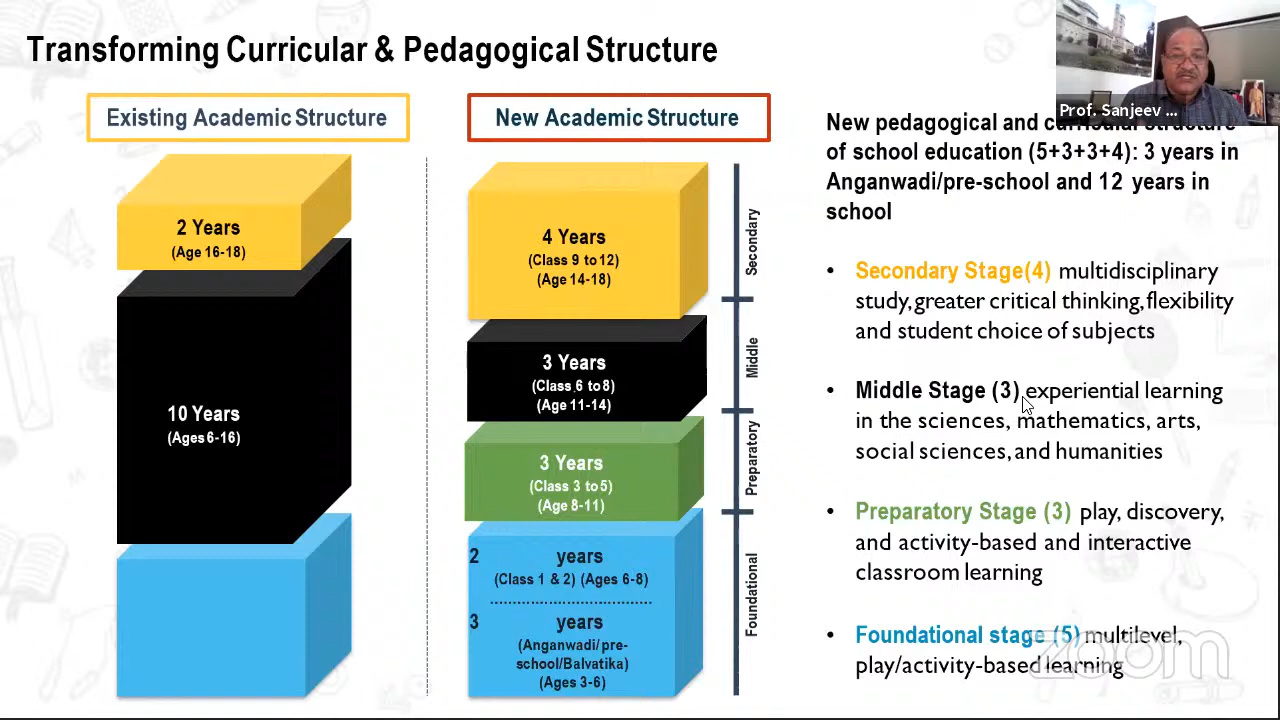 Transforming Curricular & Pedagogical Structure
Prof. Sanjeev ...
Existing Academic Structure
2 Years
(Age 16-18)
10 Years
(Ages 6-16)
New Academic Structure
4 Years
(Class 9 to 12)
(Age 14-18)
3 Years
(Class 6 to 8)
(Age 11-14)
3 Years
(Class 3 to 5)
(Age 8-11)
2 years
(Class 1 & 2) (Ages 6-8)
3 years
(Anganwadi/pre-
school/Balvatika)
(Ages 3-6)
Secondary
Middle
Preparatory
Foundational
New pedagogical and curricular structure
of school education (5+3+3+4): 3 years in
Anganwadi/pre-school and 12 years in
school
• Secondary Stage(4) multidisciplinary
study, greater critical thinking, flexibility
and student choice of subjects
• Middle Stage (3) experiential learning
in the sciences, mathematics, arts,
social sciences, and humanities
• Preparatory Stage (3) play, discovery,
and activity-based and interactive
classroom learning
• Foundational stage (5) multilevel,
play/activity-based learning
zoom